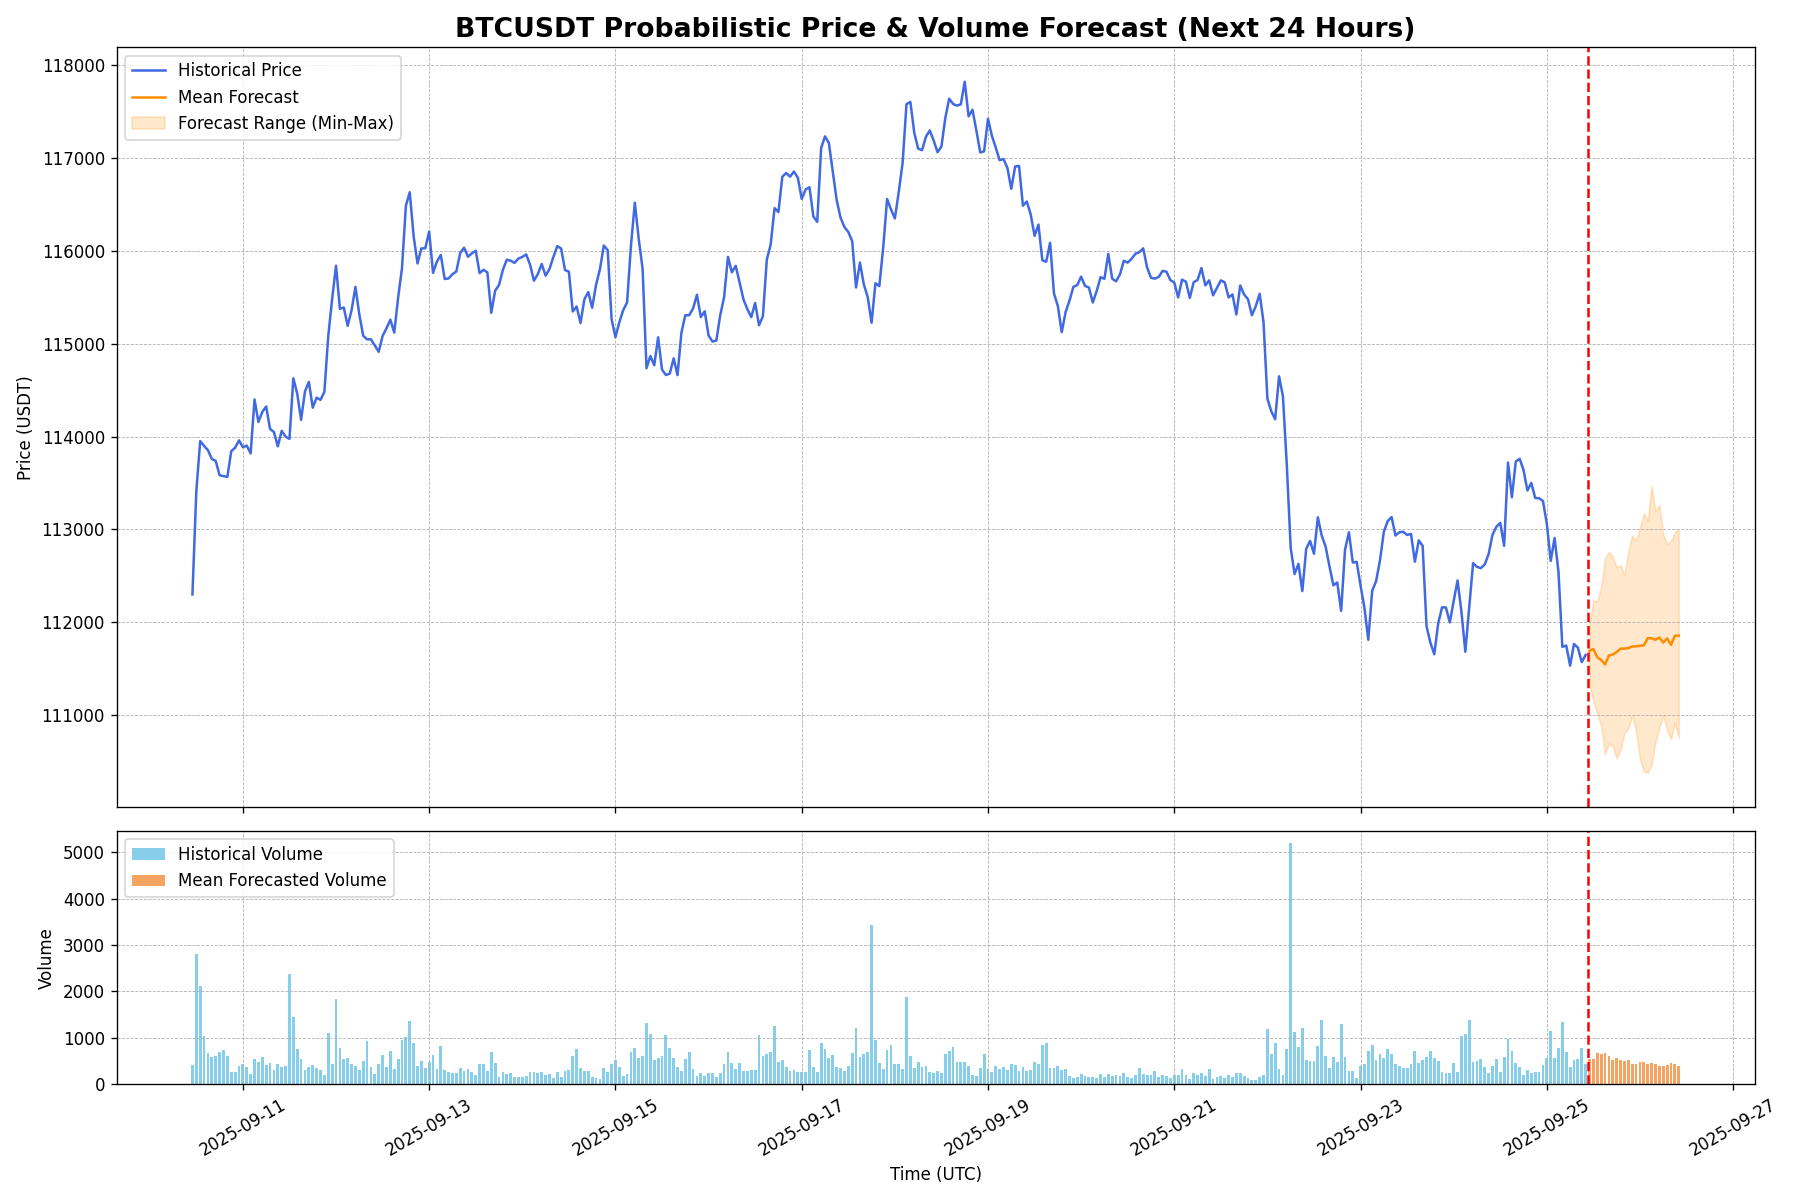 BTCUSDT Probabilistic Price & Volume Forecast (Next 24 Hours)
Historical Price
Mean Forecast
Forecast Range (Min-Max)
118000
117000
116000
115000
114000
113000
112000
111000
Price (USDT)
Historical Volume
Mean Forecasted Volume
5000
4000
3000
2000
1000
0
Volume
2025-09-11
2025-09-13
2025-09-15
2025-09-17
2025-09-19
2025-09-21
2025-09-23
2025-09-25
2025-09-27
Time (UTC)